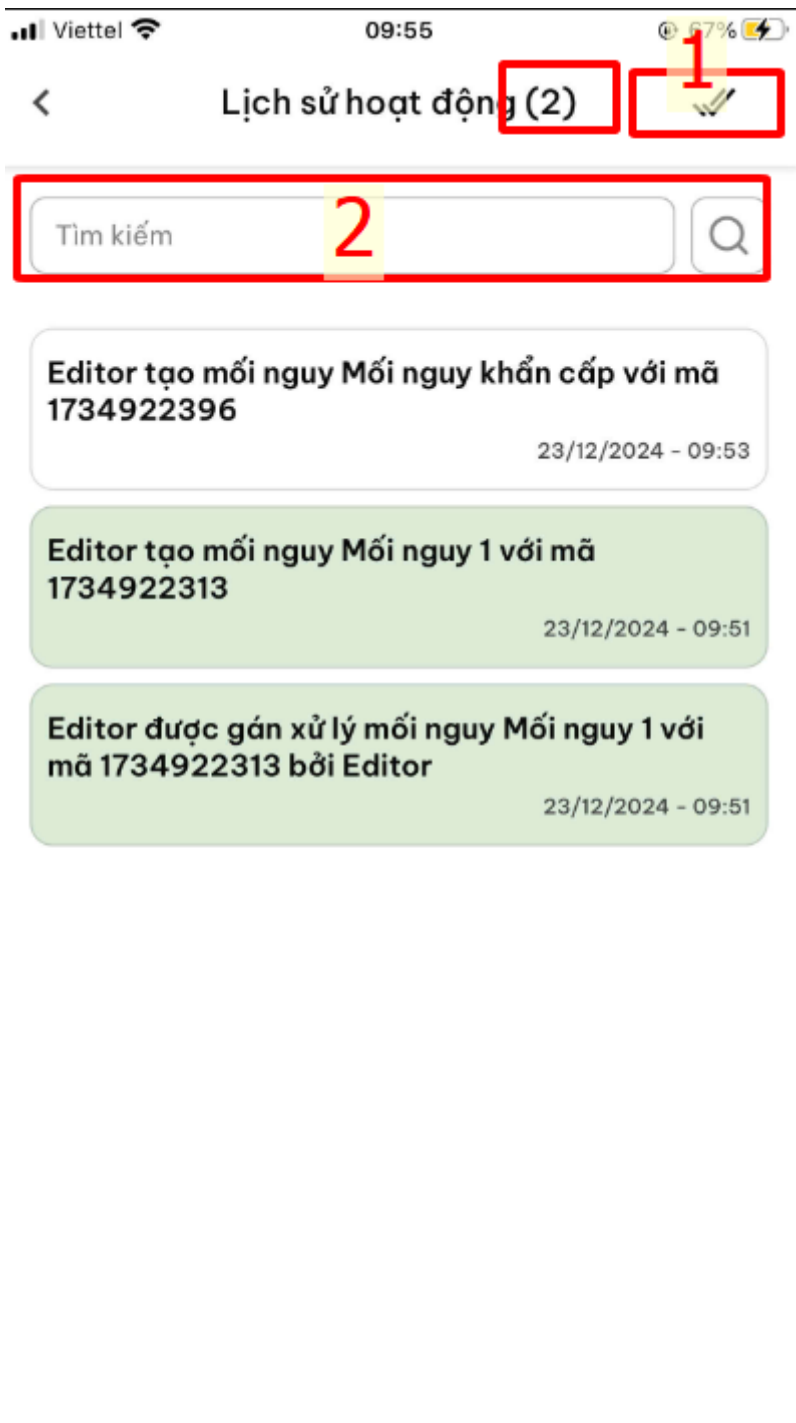 Viettel 09:55 67%
1
Lịch sử hoạt động (2)
Tìm kiếm 2
Editor tạo mối nguy Mối nguy khẩn cấp với mã
1734922396
23/12/2024 - 09:53
Editor tạo mối nguy Mối nguy 1 với mã
1734922313
23/12/2024 - 09:51
Editor được gán xử lý mối nguy Mối nguy 1 với
mã 1734922313 bởi Editor
23/12/2024 - 09:51